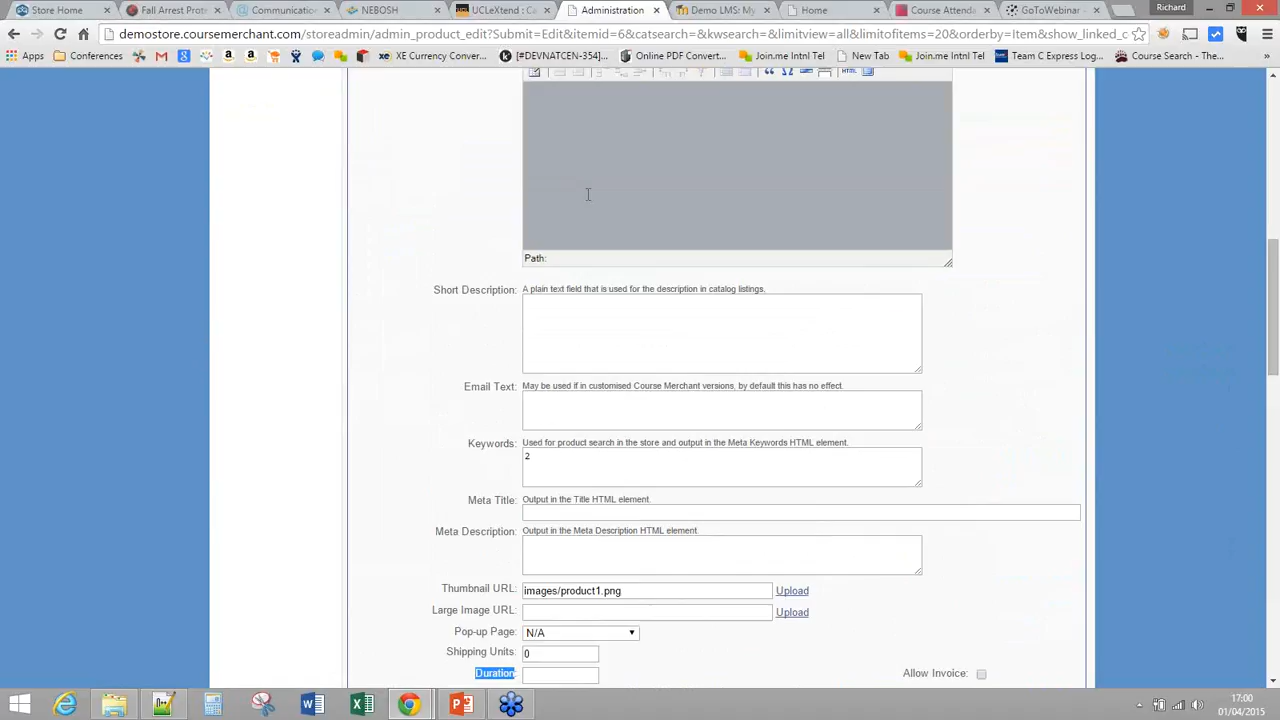 Store Home
Fall Arrest Prot
Communication
NEBOSH
UCLeXtend : Ca
Administration
Demo LMS: My
Home
Course Attenda
GoToWebinar
Richard
demostore.coursemerchant.com/storeadmin/admin_product_edit?Submit=Edit&itemid=6&catsearch=&kwsearch=&limitview=all&limitofitems=20&orderby=Item&show_linked_c
Apps
Conferences
XE Currency Conver...
[#DEVNATCEN-354]...
Online PDF Convert...
Join.me Intnl Tel
New Tab
Join.me Intnl Tel
Team C Express Log...
Course Search - The...
HTML
Path:
Short Description: A plain text field that is used for the description in catalog listings.
Email Text: May be used if in customised Course Merchant versions, by default this has no effect.
Keywords: Used for product search in the store and output in the Meta Keywords HTML element.
2
Meta Title: Output in the Title HTML element.
Meta Description: Output in the Meta Description HTML element.
Thumbnail URL: images/product1.png Upload
Large Image URL: Upload
Pop-up Page: N/A
Shipping Units: 0
Duration: Allow Invoice:
17:00
01/04/2015